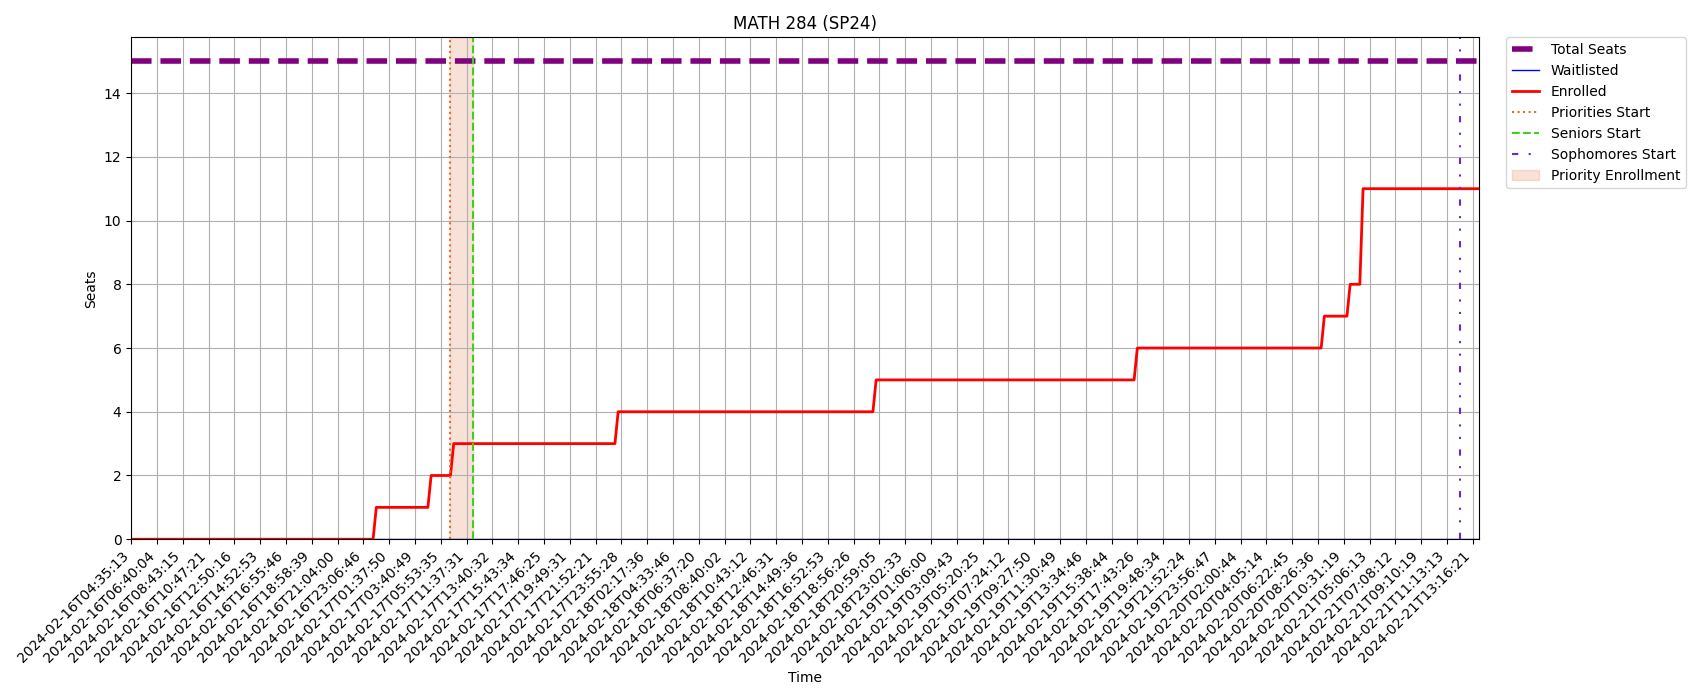 MATH 284 (SP24)
Total Seats
Waitlisted
Enrolled
Priorities Start
Seniors Start
Sophomores Start
Priority Enrollment
Seats
14
12
10
8
6
4
2
0
2024-02-16T04:35:13
2024-02-16T06:40:04
2024-02-16T08:43:15
2024-02-16T10:47:21
2024-02-16T12:50:16
2024-02-16T14:52:53
2024-02-16T16:55:46
2024-02-16T18:58:39
2024-02-16T21:04:00
2024-02-16T23:06:46
2024-02-17T01:37:50
2024-02-17T03:40:49
2024-02-17T05:53:35
2024-02-17T11:37:31
2024-02-17T13:40:32
2024-02-17T15:43:34
2024-02-17T17:46:25
2024-02-17T19:49:31
2024-02-17T21:52:21
2024-02-17T23:55:28
2024-02-18T02:17:36
2024-02-18T04:33:46
2024-02-18T06:37:20
2024-02-18T08:40:02
2024-02-18T10:43:12
2024-02-18T12:46:31
2024-02-18T14:49:36
2024-02-18T16:52:53
2024-02-18T18:56:26
2024-02-18T20:59:05
2024-02-18T23:02:33
2024-02-19T01:06:00
2024-02-19T03:09:43
2024-02-19T05:20:25
2024-02-19T07:24:12
2024-02-19T09:27:50
2024-02-19T11:30:49
2024-02-19T13:34:46
2024-02-19T15:38:44
2024-02-19T17:43:26
2024-02-19T19:48:34
2024-02-19T21:52:24
2024-02-19T23:56:47
2024-02-20T02:00:44
2024-02-20T04:05:14
2024-02-20T06:22:45
2024-02-20T08:26:36
2024-02-20T10:31:19
2024-02-21T05:06:13
2024-02-21T07:08:12
2024-02-21T09:10:19
2024-02-21T11:13:13
2024-02-21T13:16:21
Time